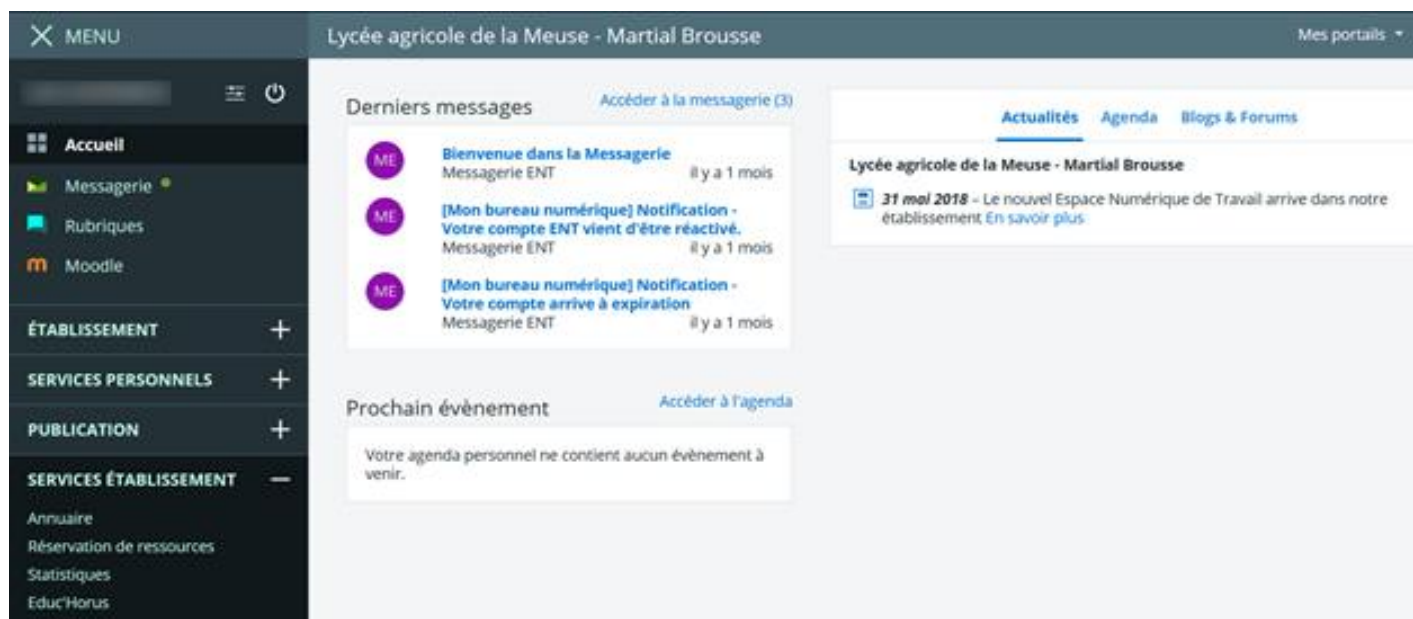 MENU
Lycée agricole de la Meuse - Martial Brousse
Mes portails
Accueil
Messagerie
Rubriques
Moodle
ÉTABLISSEMENT
SERVICES PERSONNELS
PUBLICATION
SERVICES ÉTABLISSEMENT
Annuaire
Réservation de ressources
Statistiques
Educ'Horus
Derniers messages
Accéder à la messagerie (3)
ME
Bienvenue dans la Messagerie
Messagerie ENT
il y a 1 mois
ME
[Mon bureau numérique] Notification -
Votre compte ENT vient d'être réactivé.
Messagerie ENT
il y a 1 mois
ME
[Mon bureau numérique] Notification -
Votre compte arrive à expiration
Messagerie ENT
il y a 1 mois
Prochain évènement
Accéder à l'agenda
Votre agenda personnel ne contient aucun évènement à
venir.
Actualités Agenda Blogs & Forums
Lycée agricole de la Meuse - Martial Brousse
31 mai 2018 – Le nouvel Espace Numérique de Travail arrive dans notre
établissement En savoir plus